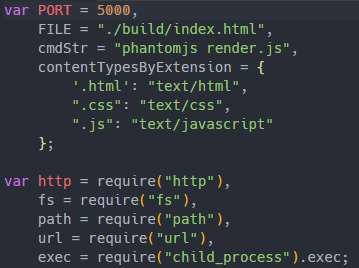 var PORT = 5000,
    FILE = "./build/index.html",
    cmdStr = "phantomjs render.js",
    contentTypesByExtension = {
        '.html': "text/html",
        ".css": "text/css",
        ".js": "text/javascript"
    };

var http = require("http"),
    fs = require("fs"),
    path = require("path"),
    url = require("url"),
    exec = require("child_process").exec;